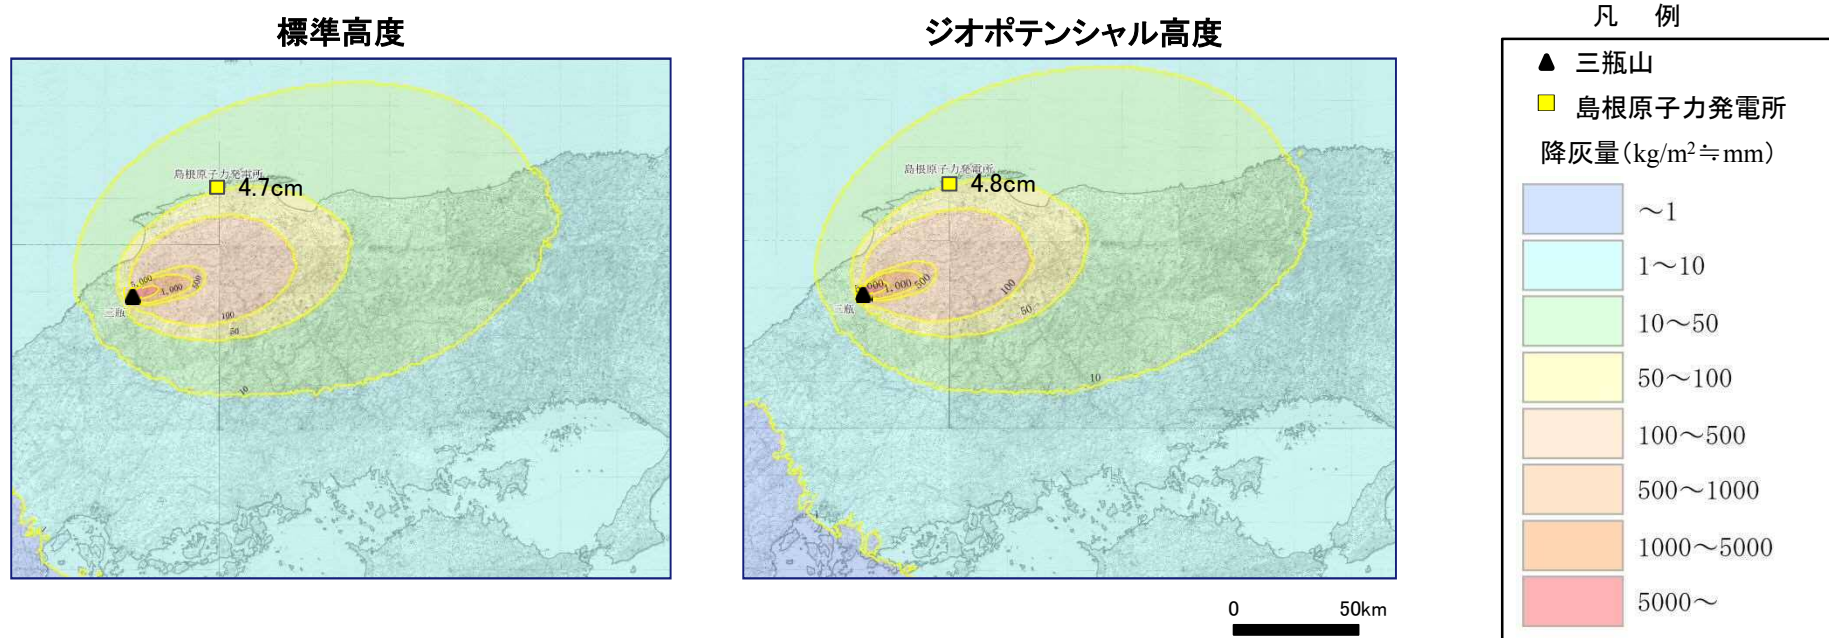 標準高度
島根原子力発電所
4.7cm
5,000
1,000
500
三瓶
100
50
10
1
ジオポテンシャル高度
島根原子力発電所
4.8cm
1,000
500
三瓶
100
50
10
0 50km
凡 例
三瓶山
島根原子力発電所
降灰量(kg/m²≒mm)
~1
1~10
10~50
50~100
100~500
500~1000
1000~5000
5000~